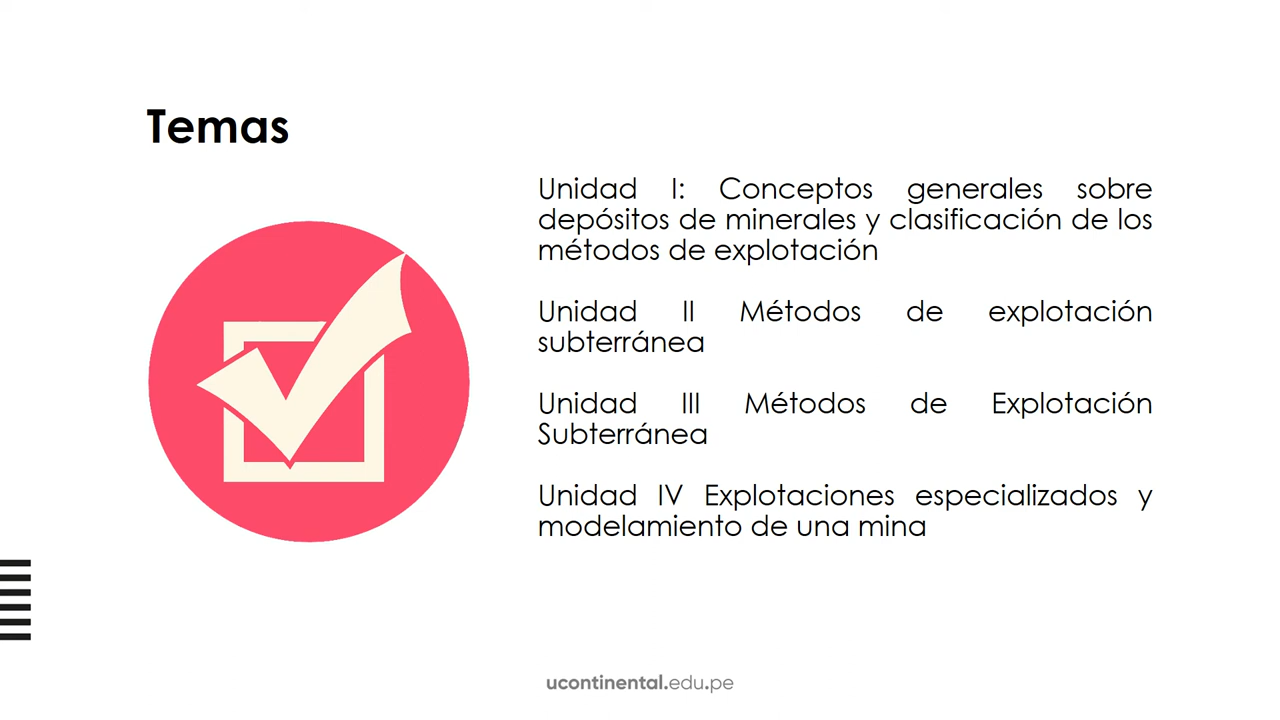 Temas
Unidad I: Conceptos generales sobre
depósitos de minerales y clasificación de los
métodos de explotación
Unidad II Métodos de explotación
subterránea
Unidad III Métodos de Explotación
Subterránea
Unidad IV Explotaciones especializados y
modelamiento de una mina
ucontinental.edu.pe